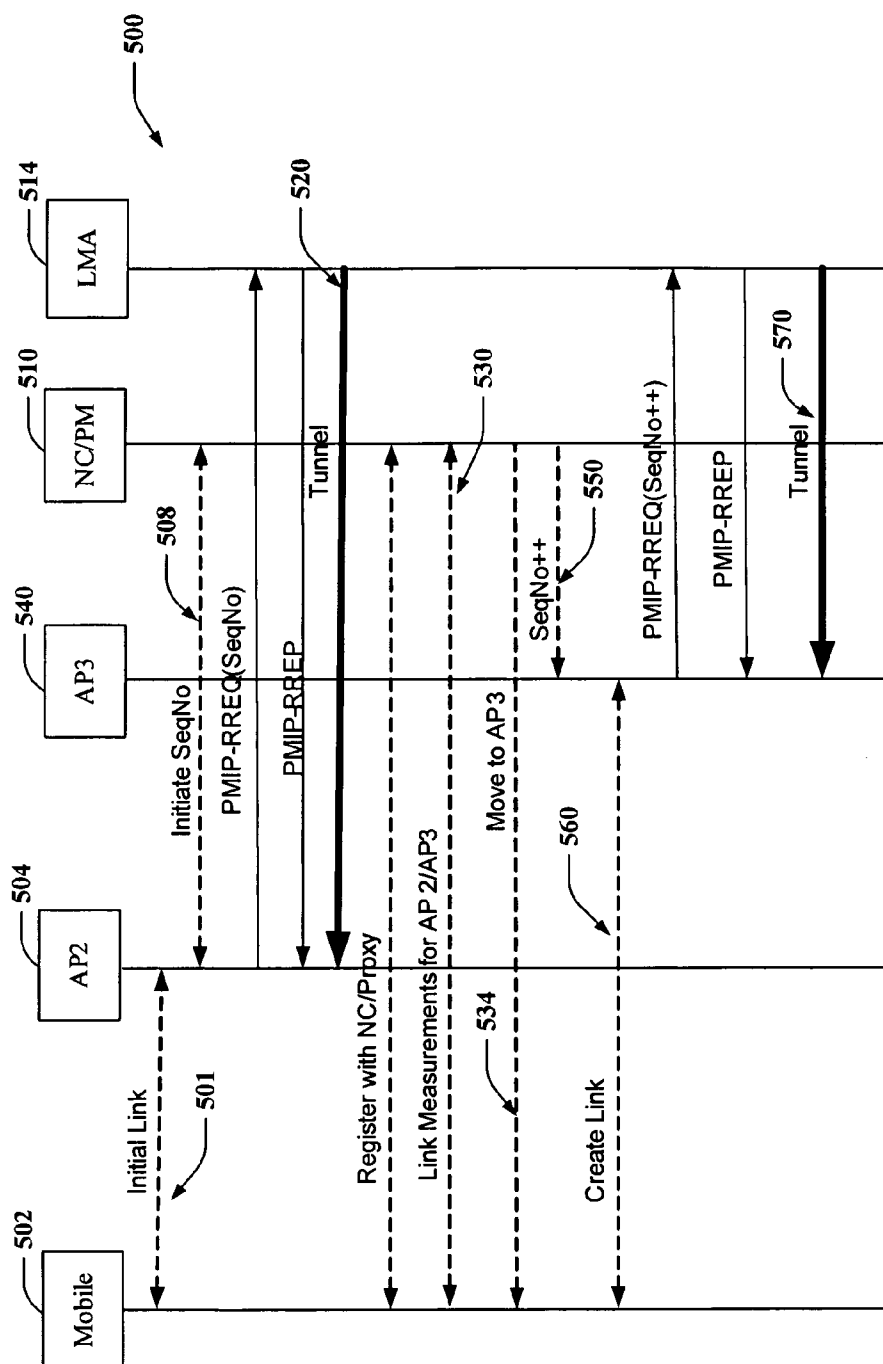 500
502
Mobile
504
AP2
540
AP3
510
NC/PM
514
LMA
Initial Link
501
Initiate SeqNo
508
PMIP-RREQ(SeqNo)
PMIP-RREP
Tunnel
520
Register with NC/Proxy
Link Measurements for AP 2/AP3
530
Move to AP3
534
SeqNo++
550
Create Link
560
PMIP-RREQ(SeqNo++)
PMIP-RREP
Tunnel
570